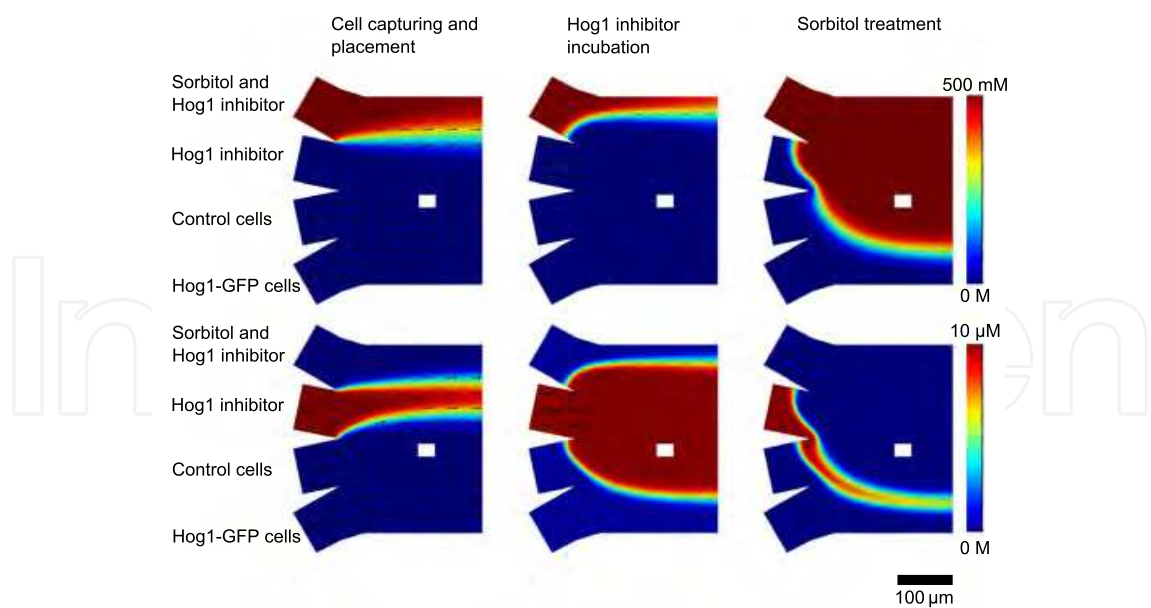 Cell capturing and
placement
Hog1 inhibitor
incubation
Sorbitol treatment
Sorbitol and
Hog1 inhibitor
Hog1 inhibitor
Control cells
Hog1-GFP cells
500 mM
0 M
Sorbitol and
Hog1 inhibitor
Hog1 inhibitor
Control cells
Hog1-GFP cells
10 µM
0 M
100 µm